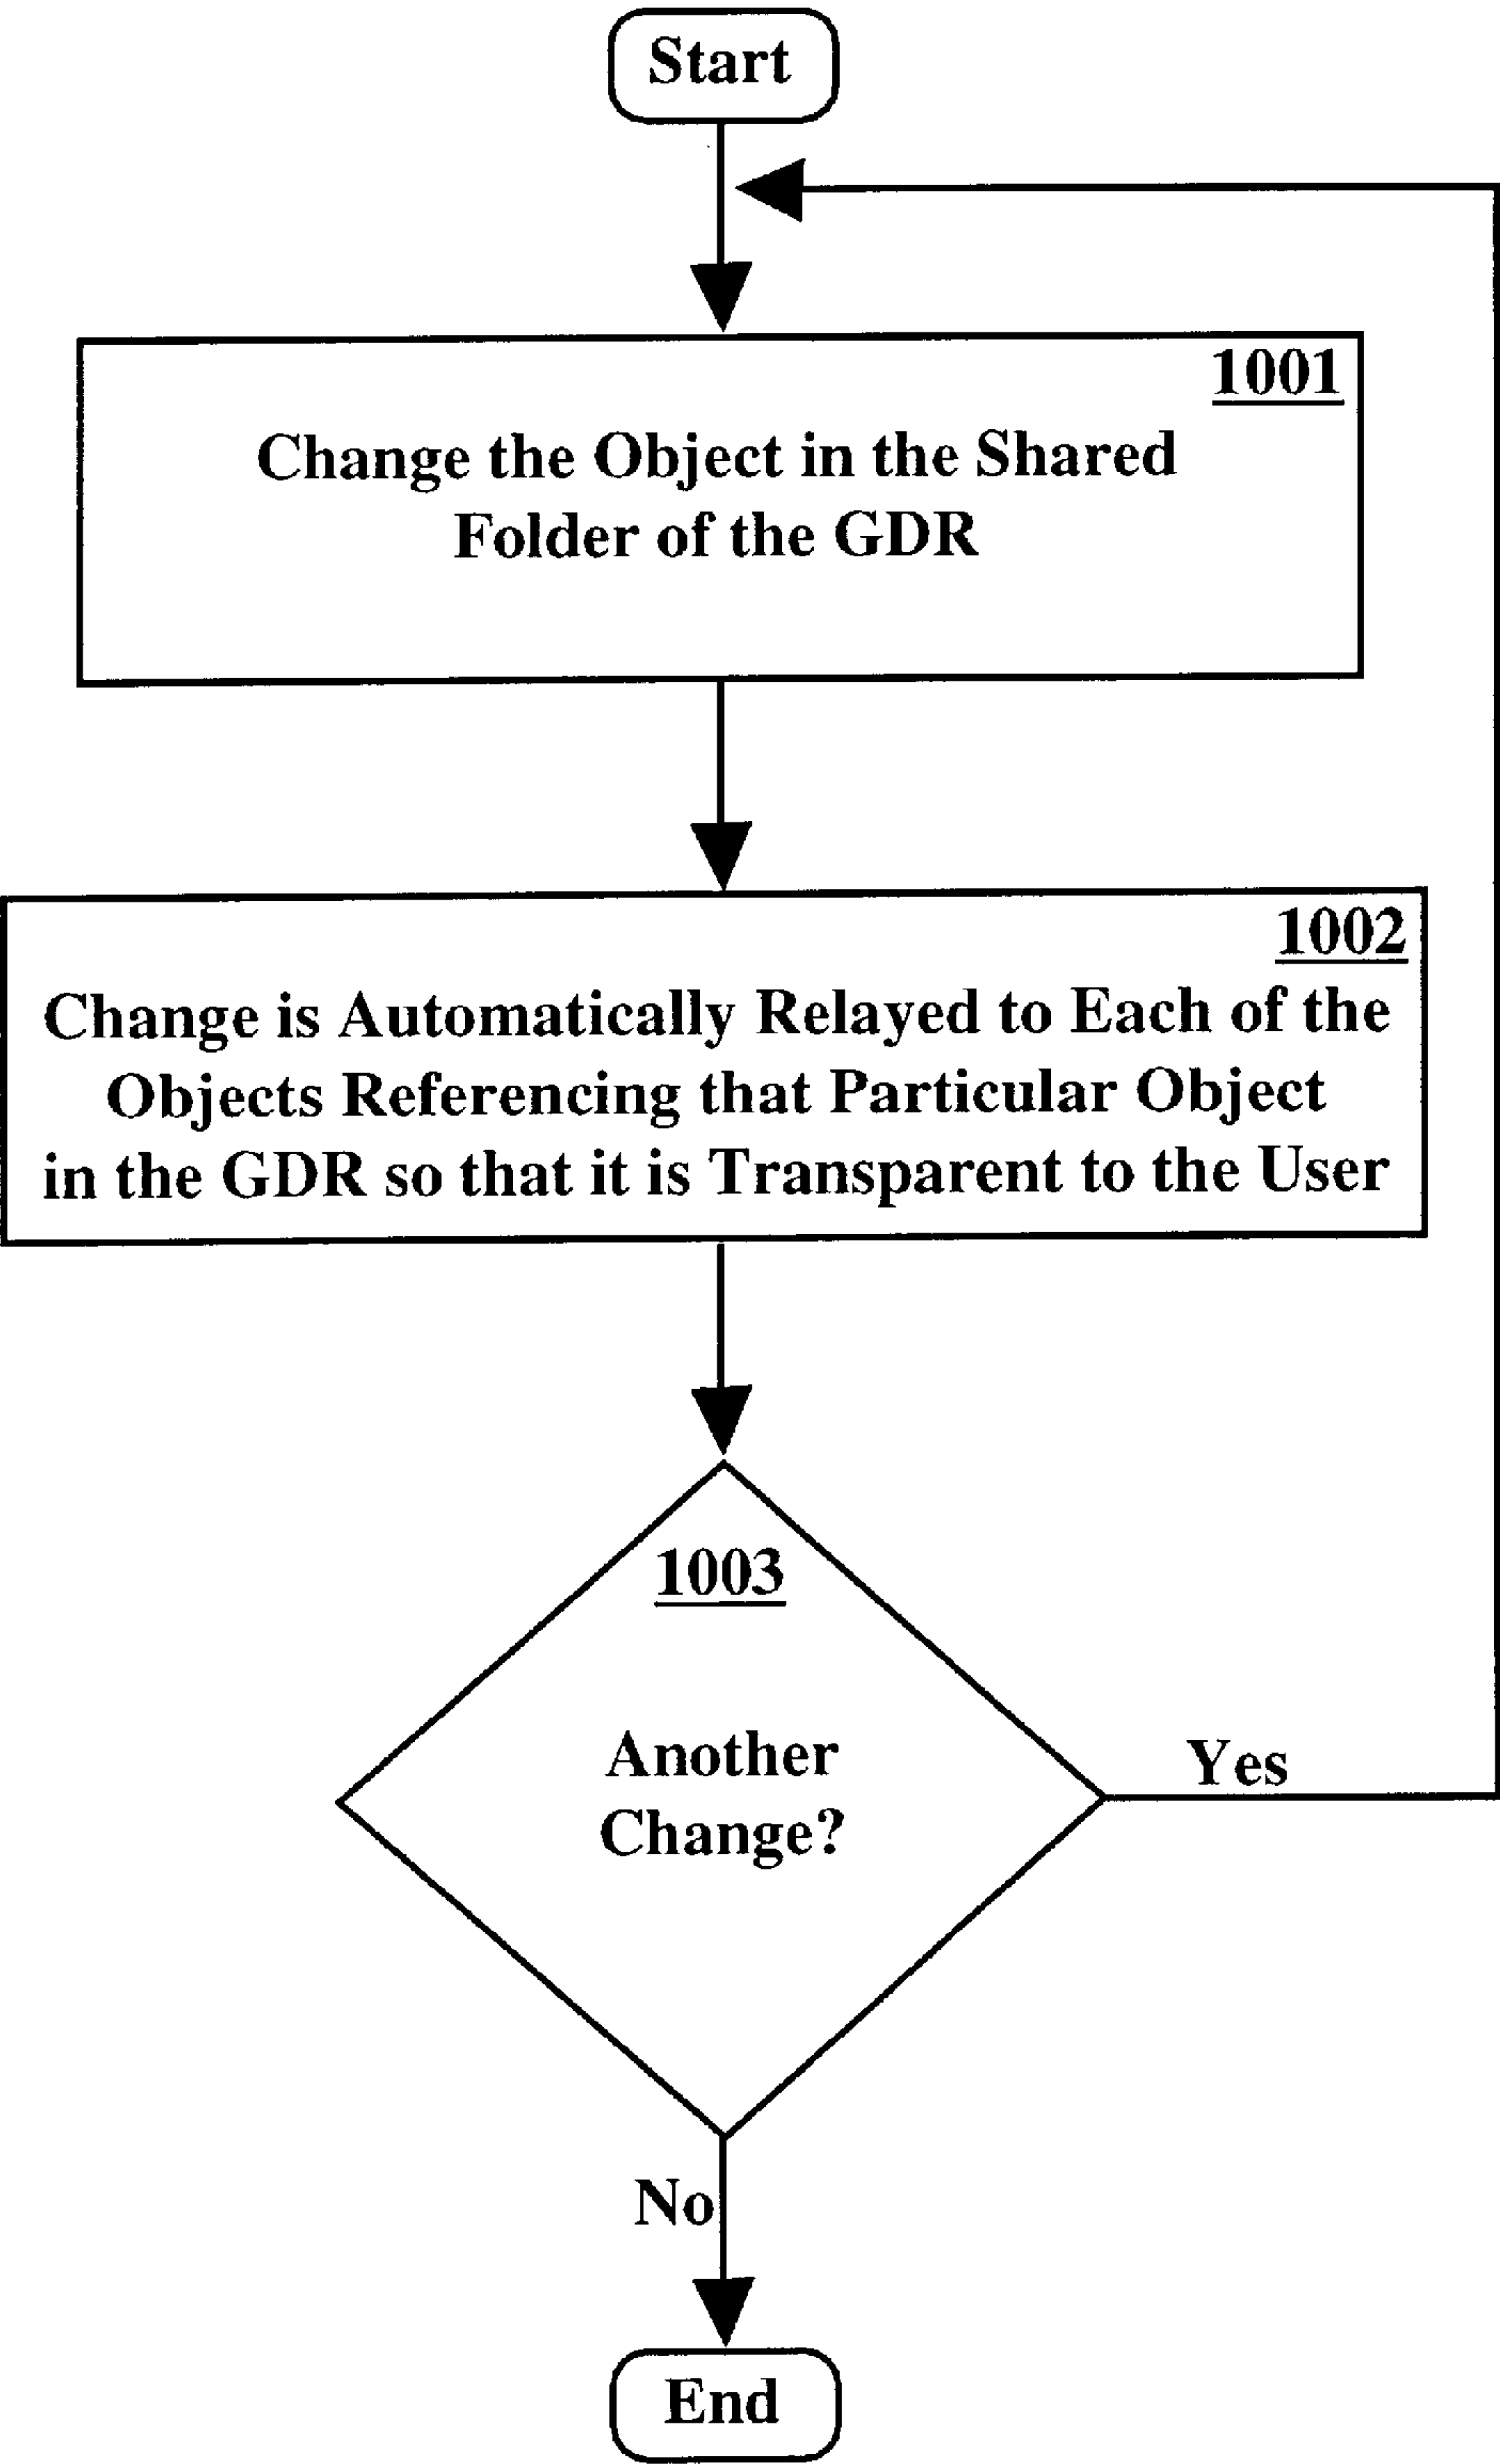 Start
1001
Change the Object in the Shared
Folder of the GDR
1002
Change is Automatically Relayed to Each of the
Objects Referencing that Particular Object
in the GDR so that it is Transparent to the User
1003
Another
Change?
Yes
No
End